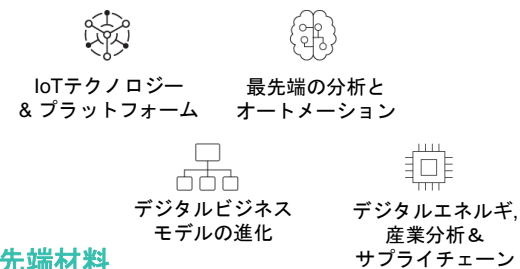 IoTテクノロジー
& プラットフォーム
最先端の分析と
オートメーション
デジタルビジネス
モデルの進化
デジタルエネルギ,
産業分析&
サプライチェーン
先端材料